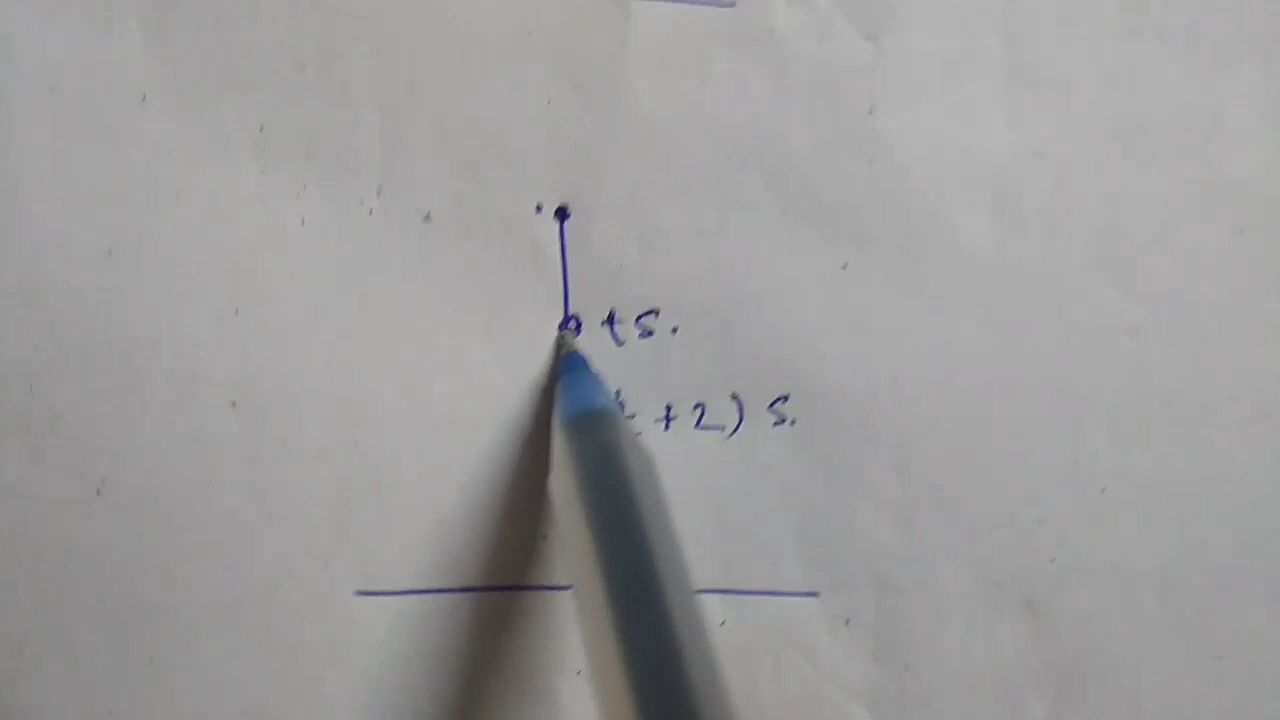 t s.
t + 2) s.